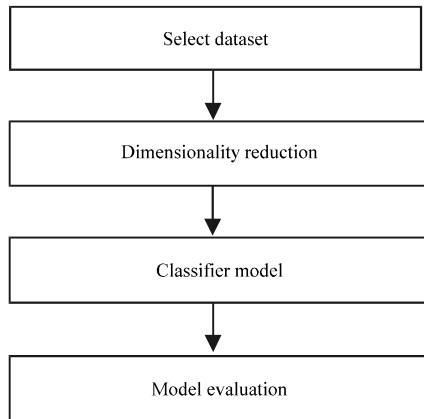 Select dataset
Dimensionality reduction
Classifier model
Model evaluation